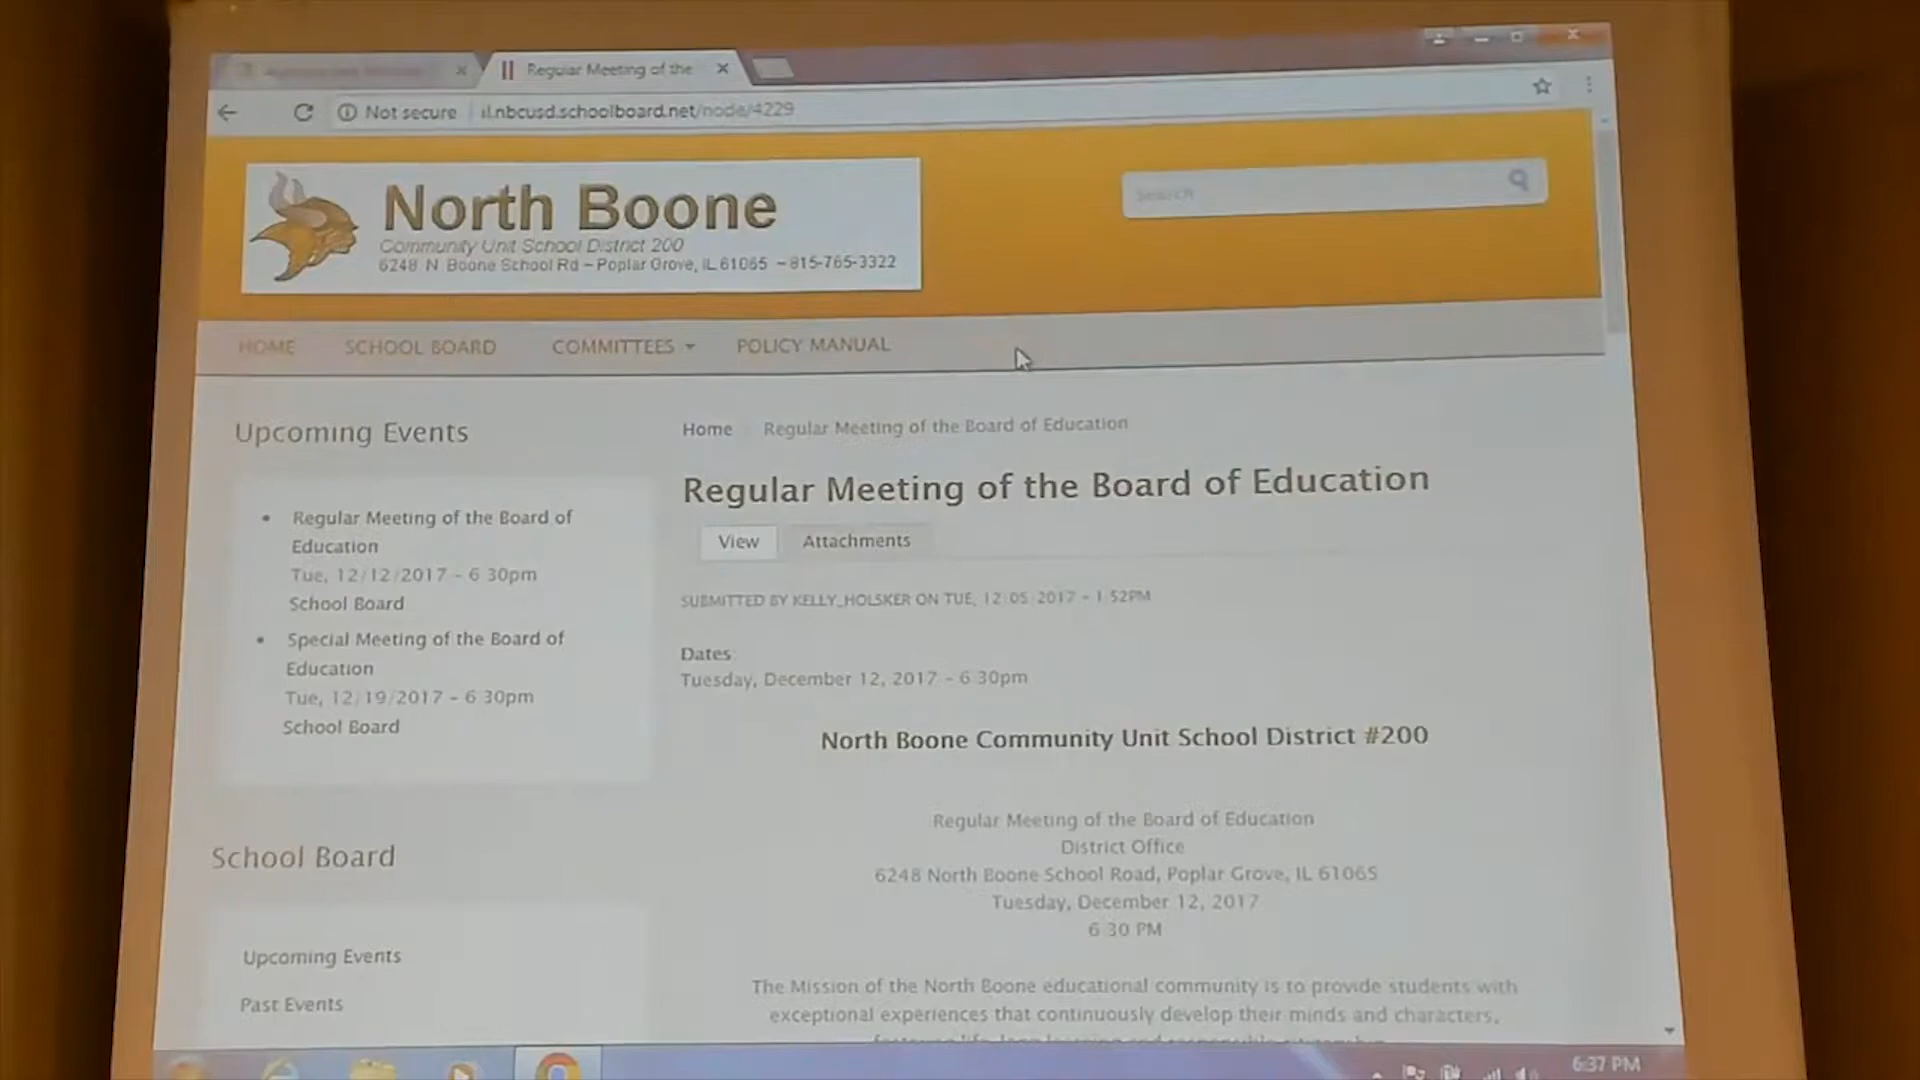 Regular Meeting of the
Not secure il.nbcusd.schoolboard.net/node/4229
North Boone
Community Unit School District 200
6248 N. Boone School Rd – Poplar Grove, IL 61065 – 815-765-3322
Search
HOME SCHOOL BOARD COMMITTEES POLICY MANUAL
Upcoming Events
Regular Meeting of the Board of
Education
Tue, 12/12/2017 - 6:30pm
School Board
Special Meeting of the Board of
Education
Tue, 12/19/2017 - 6:30pm
School Board
School Board
Upcoming Events
Past Events
Home Regular Meeting of the Board of Education
Regular Meeting of the Board of Education
View Attachments
SUBMITTED BY KELLY_HOLSKER ON TUE, 12/05/2017 - 1:52PM
Dates:
Tuesday, December 12, 2017 - 6:30pm
North Boone Community Unit School District #200
Regular Meeting of the Board of Education
District Office
6248 North Boone School Road, Poplar Grove, IL 61065
Tuesday, December 12, 2017
6:30 PM
The Mission of the North Boone educational community is to provide students with
exceptional experiences that continuously develop their minds and characters,
6:37 PM